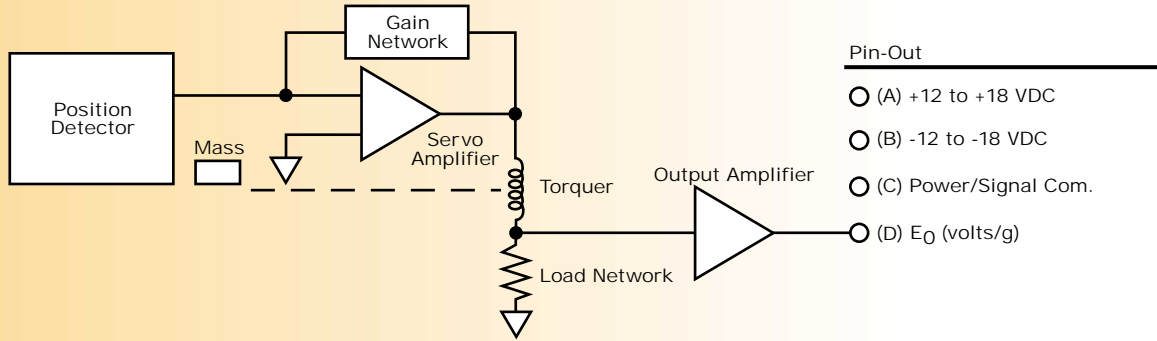 Gain
Network
Position
Detector
Mass
Servo
Amplifier
Torquer
Output Amplifier
Load Network
Pin-Out
(A) +12 to +18 VDC
(B) -12 to -18 VDC
(C) Power/Signal Com.
(D) E0 (volts/g)